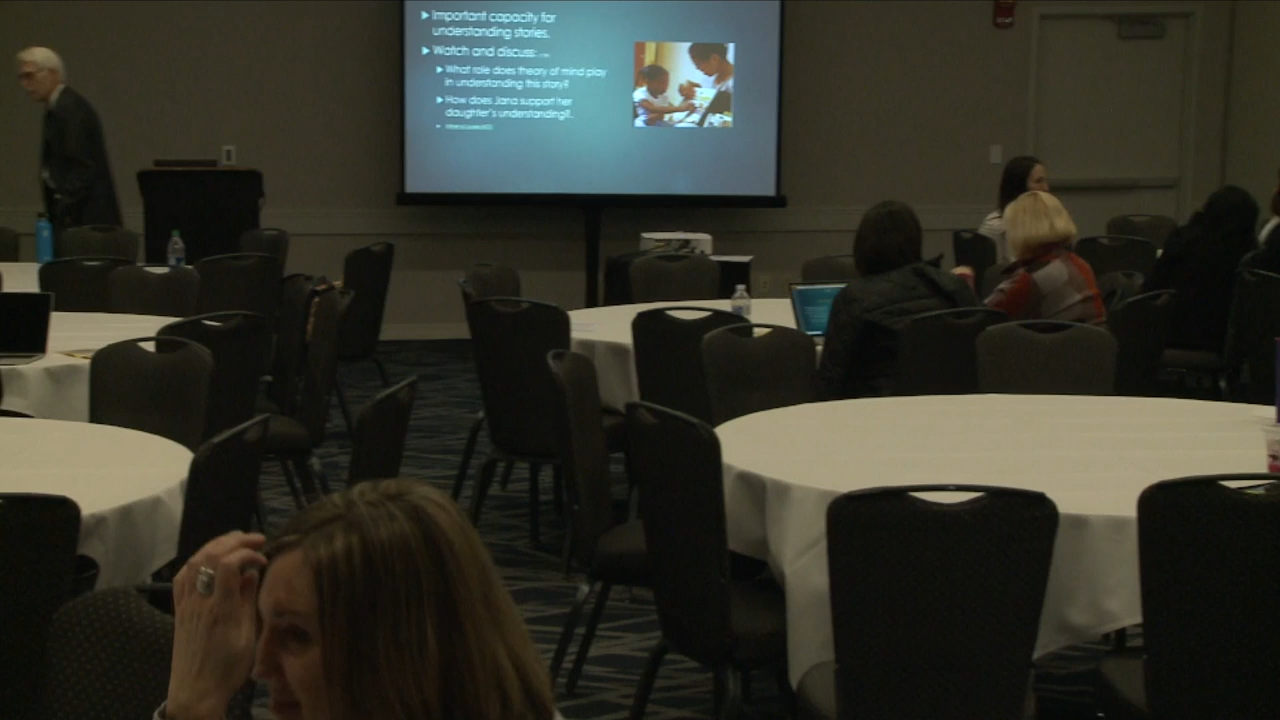 Important capacity for
understanding stories.
Watch and discuss:
What role does theory of mind play
in understanding this story?
How does Jana support her
daughter's understanding?.